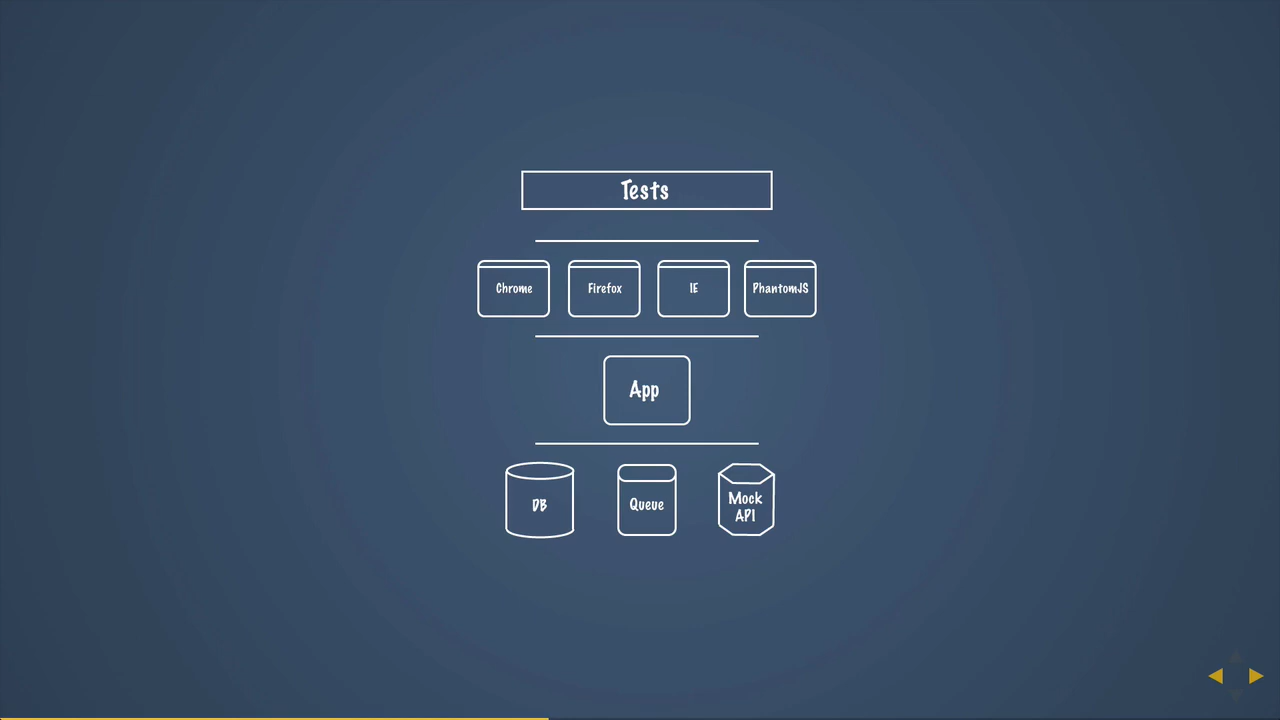 Tests
Chrome
Firefox
IE
PhantomJS
App
DB
Queue
Mock
API